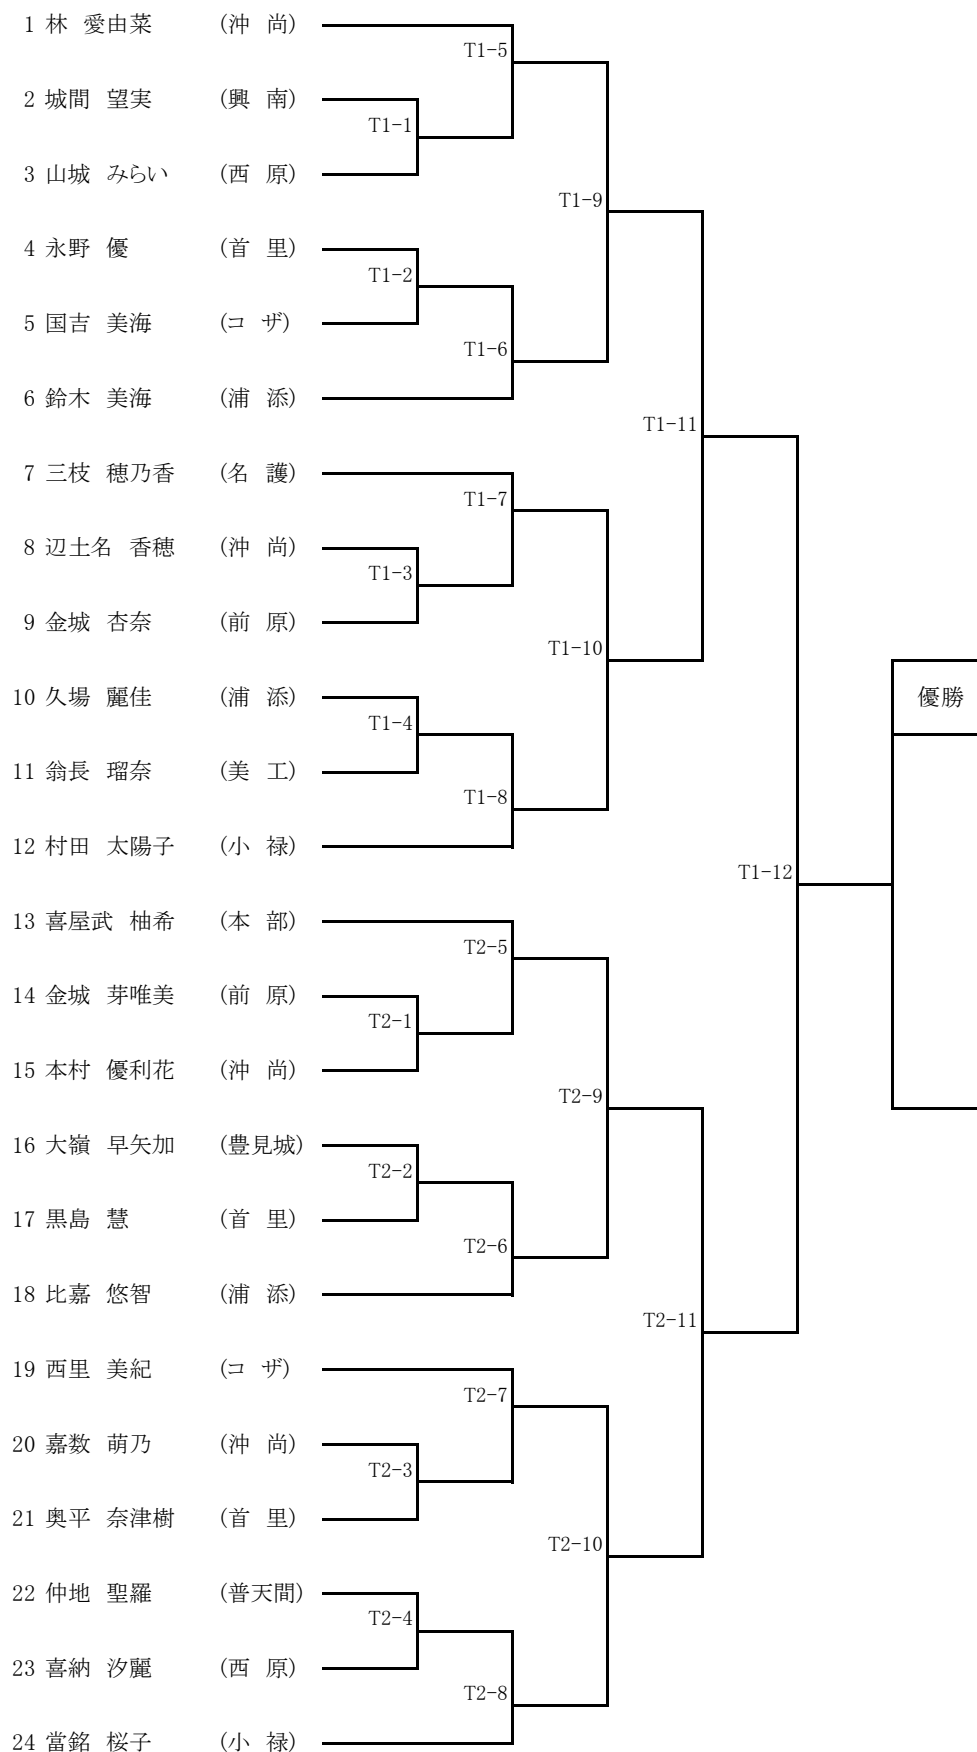 1 林 愛由菜 (沖 尚)
T1-5
2 城間 望実 (興 南)
T1-1
3 山城 みらい (西 原)
T1-9
4 永野 優 (首 里)
T1-2
5 国吉 美海 (コ ザ)
T1-6
6 鈴木 美海 (浦 添)
T1-11
7 三枝 穂乃香 (名 護)
T1-7
8 辺土名 香穂 (沖 尚)
T1-3
9 金城 杏奈 (前 原)
T1-10
10 久場 麗佳 (浦 添)
優勝
T1-4
11 翁長 瑠奈 (美 工)
T1-8
12 村田 太陽子 (小 禄)
T1-12
13 喜屋武 柚希 (本 部)
T2-5
14 金城 芽唯美 (前 原)
T2-1
15 本村 優利花 (沖 尚)
T2-9
16 大嶺 早矢加 (豊見城)
T2-2
17 黒島 慧 (首 里)
T2-6
18 比嘉 悠智 (浦 添)
T2-11
19 西里 美紀 (コ ザ)
T2-7
20 嘉数 萌乃 (沖 尚)
T2-3
21 奥平 奈津樹 (首 里)
T2-10
22 仲地 聖羅 (普天間)
T2-4
23 喜納 汐麗 (西 原)
T2-8
24 當銘 桜子 (小 禄)